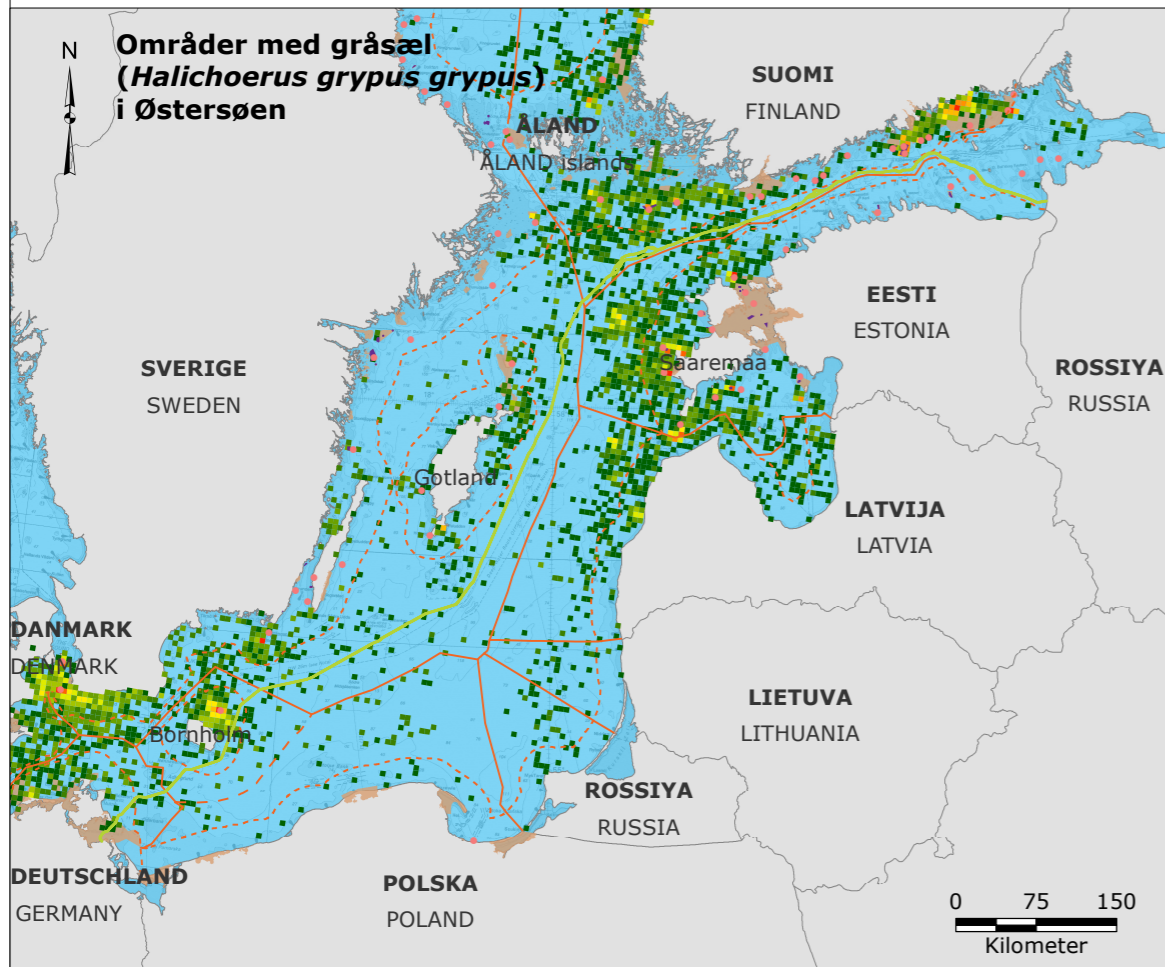 Områder med gråsæl
(Halichoerus grypus grypus)
i Østersøen
N
SUOMI
FINLAND
ÅLAND
ÅLAND islands
EESTI
ESTONIA
ROSSIYA
RUSSIA
SVERIGE
SWEDEN
Saaremaa
Gotland
LATVIJA
LATVIA
DANMARK
DENMARK
Bornholm
LIETUVA
LITHUANIA
ROSSIYA
RUSSIA
DEUTSCHLAND
GERMANY
POLSKA
POLAND
0 75 150
Kilometer